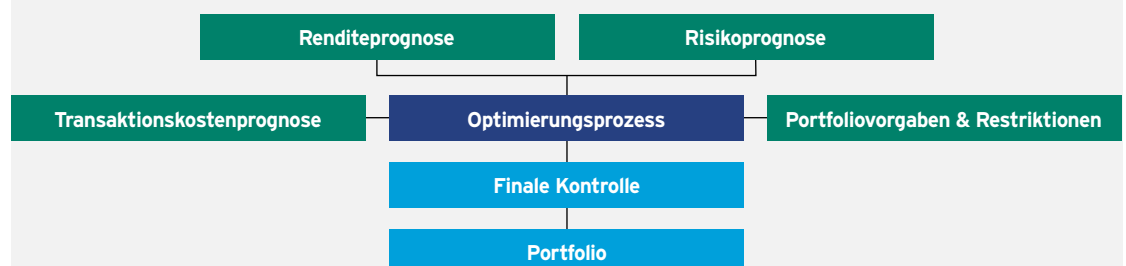 Renditeprognose
Risikoprognose
Transaktionskostenprognose
Optimierungsprozess
Portfoliovorgaben & Restriktionen
Finale Kontrolle
Portfolio